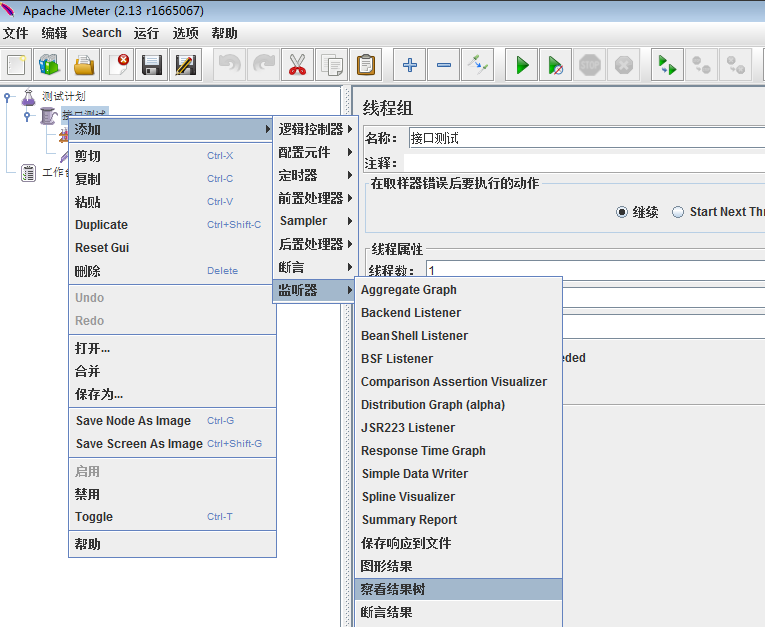 Apache JMeter (2.13 r1665067)
文件 编辑 Search 运行 选项 帮助
STOP
测试计划
接口测试
工作台
添加
剪切 Ctrl-X
复制 Ctrl-C
粘贴 Ctrl-V
Duplicate Ctrl+Shift-C
Reset Gui
删除 Delete
Undo
Redo
打开...
合并
保存为...
Save Node As Image Ctrl-G
Save Screen As Image Ctrl+Shift-G
启用
禁用
Toggle Ctrl-T
帮助
逻辑控制器
配置元件
定时器
前置处理器
Sampler
后置处理器
断言
监听器
Aggregate Graph
Backend Listener
BeanShell Listener
BSF Listener
Comparison Assertion Visualizer
Distribution Graph (alpha)
JSR223 Listener
Response Time Graph
Simple Data Writer
Spline Visualizer
Summary Report
保存响应到文件
图形结果
察看结果树
断言结果
线程组
名称: 接口测试
注释:
在取样器错误后要执行的动作
继续 Start Next Thr
线程属性
线程数: 1
eded